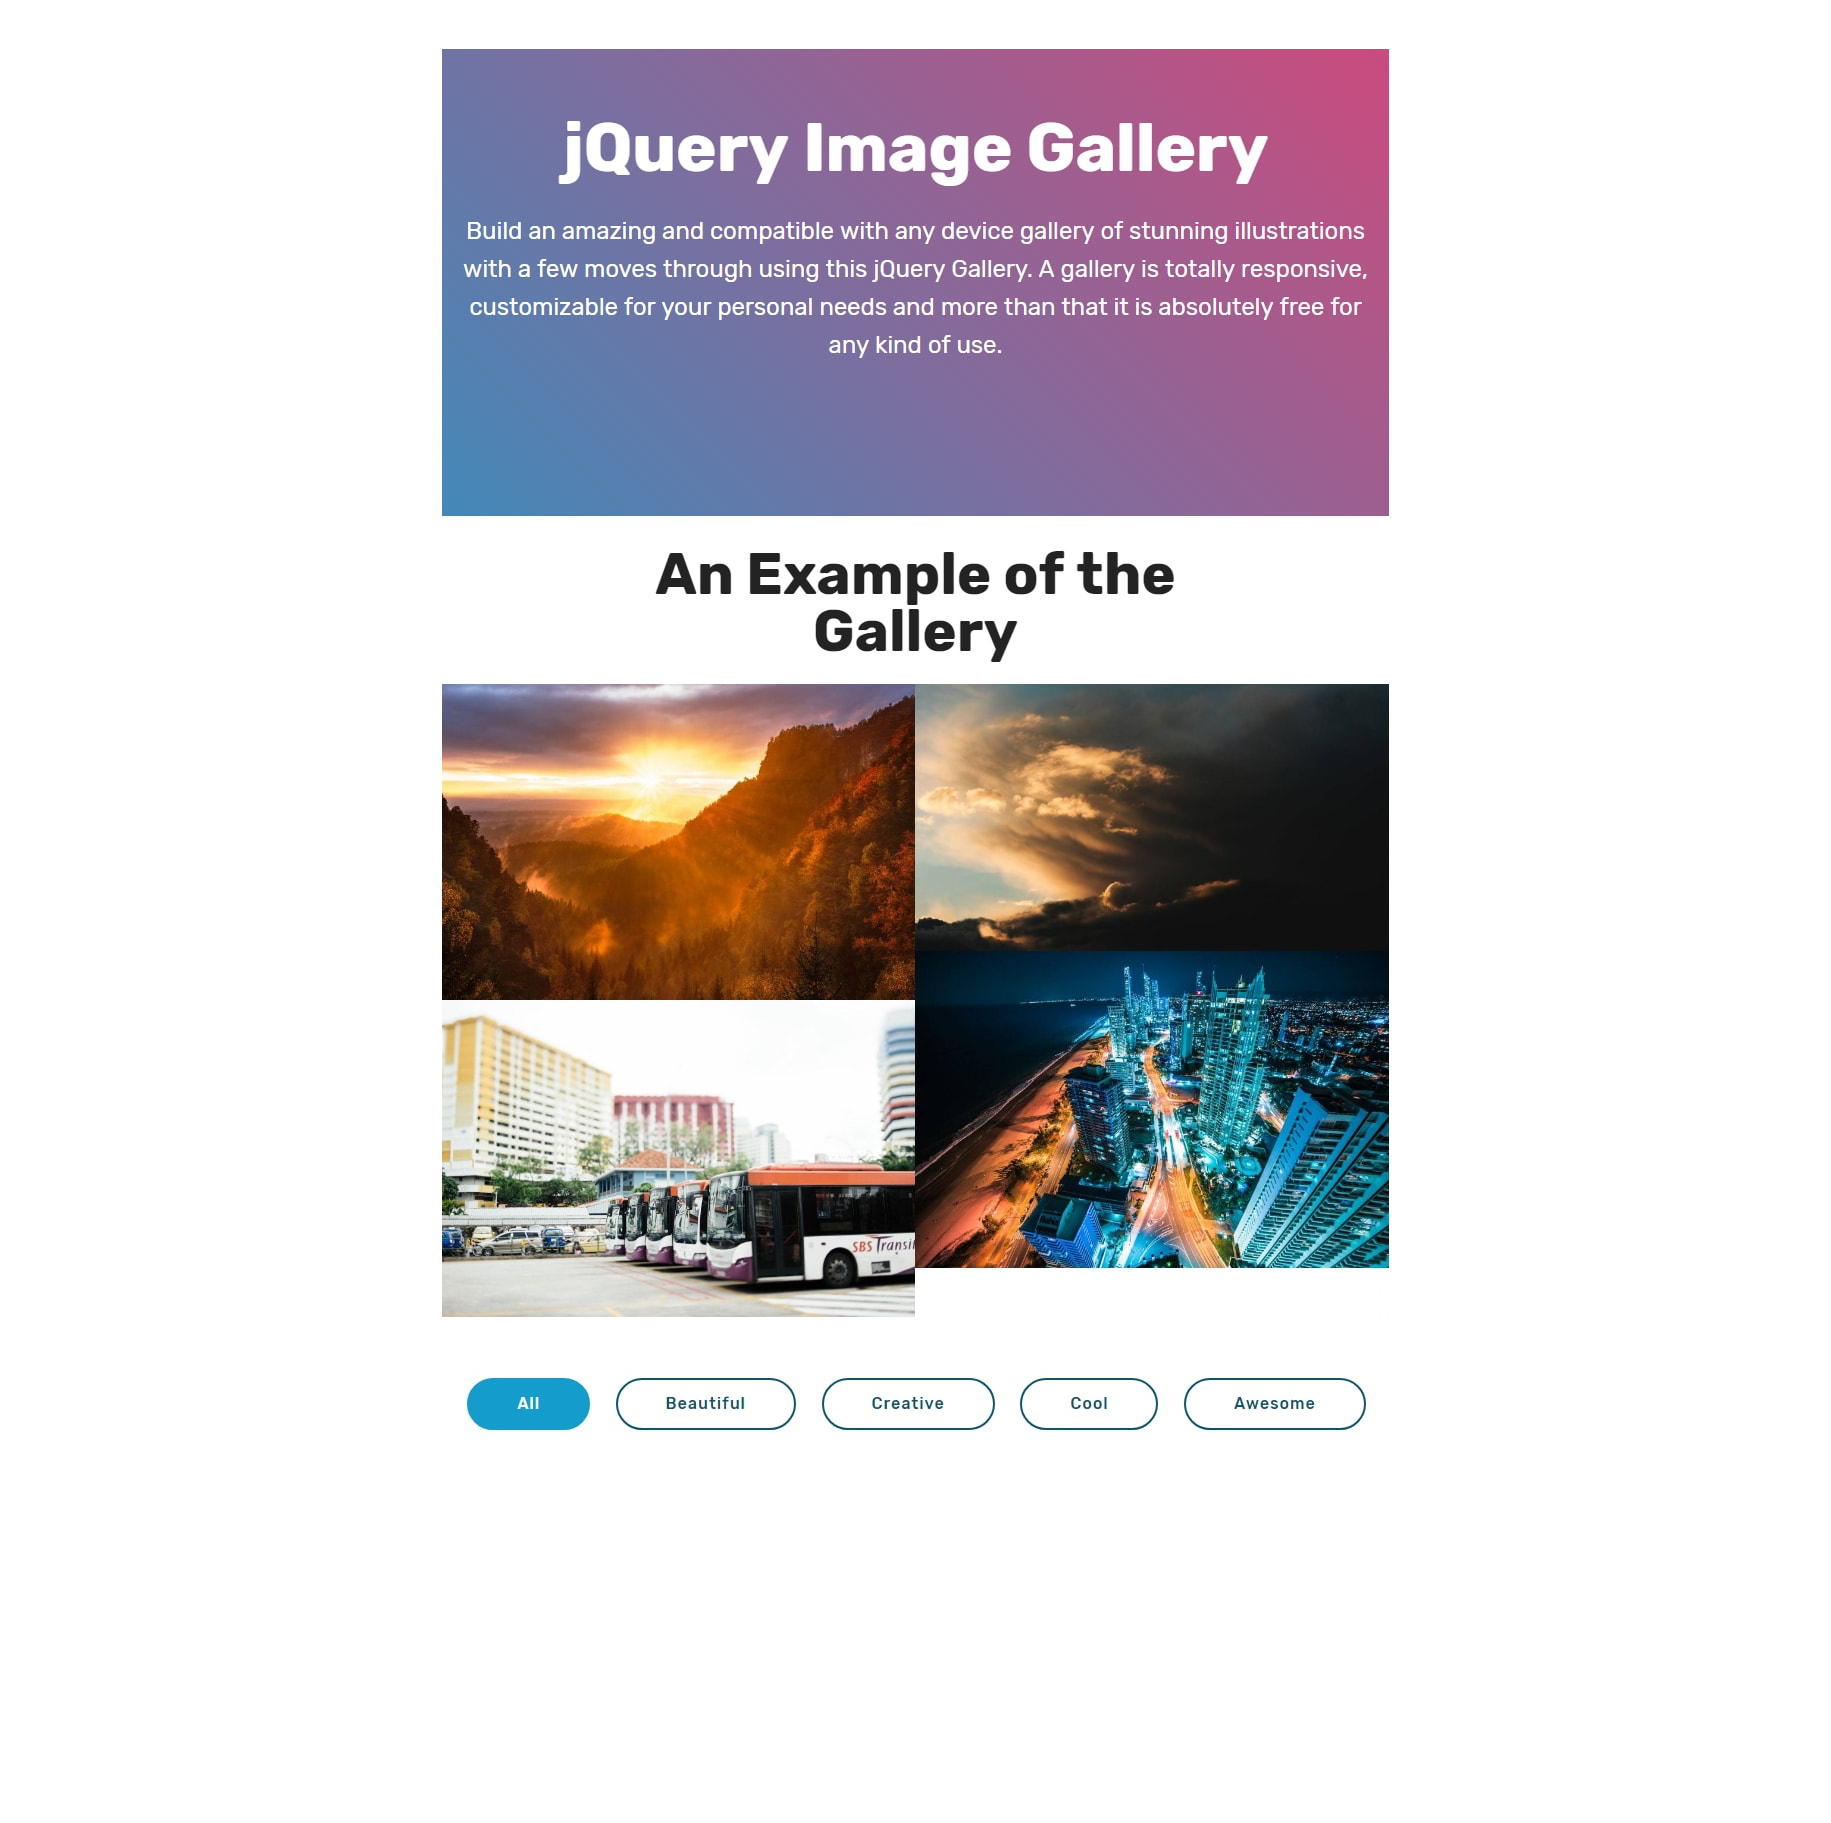 jQuery Image Gallery
Build an amazing and compatible with any device gallery of stunning illustrations
with a few moves through using this jQuery Gallery. A gallery is totally responsive,
customizable for your personal needs and more than that it is absolutely free for
any kind of use.
An Example of the
Gallery
SBS Transit
All
Beautiful
Creative
Cool
Awesome